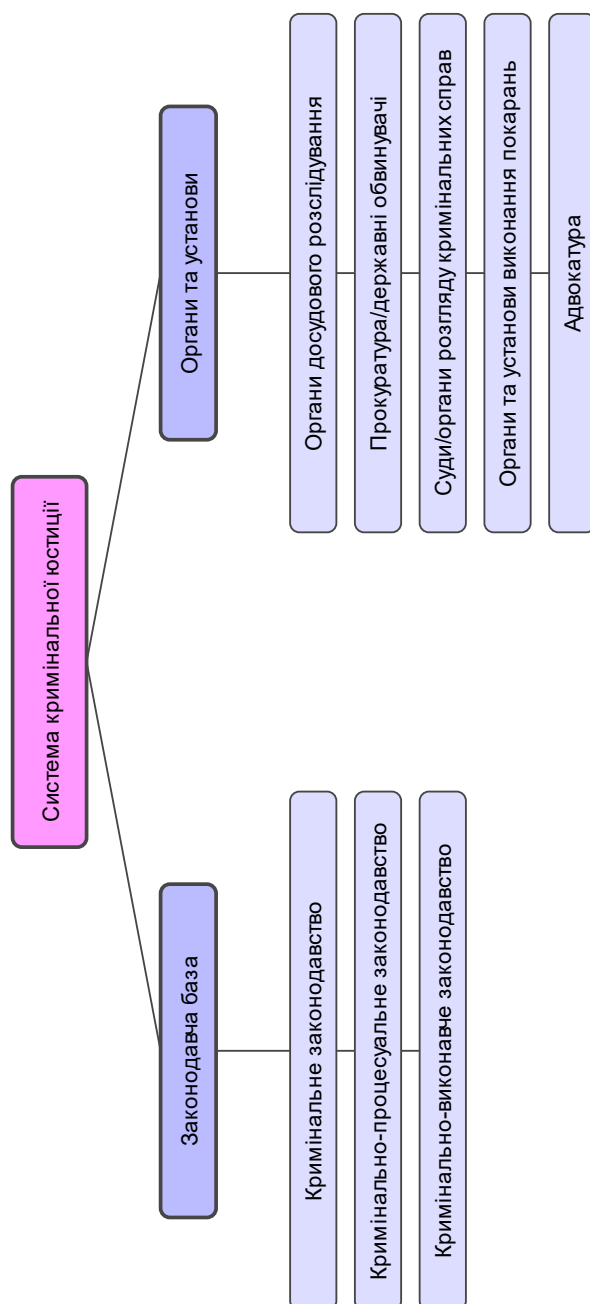 Система кримінальної юстиції
Законодавча база
Кримінальне законодавство
Кримінально-процесуальне законодавство
Кримінально-виконавче законодавство
Органи та установи
Органи досудового розслідування
Прокуратура/державні обвинувачі
Суди/органи розгляду кримінальних справ
Органи та установи виконання покарань
Адвокатура